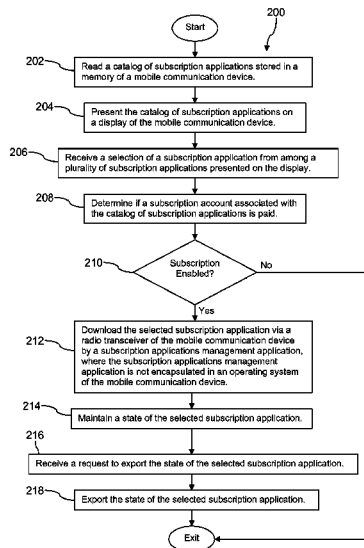 200
Start
202
Read a catalog of subscription applications stored in a
memory of a mobile communication device.
204
Present the catalog of subscription applications on
a display of the mobile communication device.
206
Receive a selection of a subscription application from among a
plurality of subscription applications presented on the display.
208
Determine if a subscription account associated with
the catalog of subscription applications is paid.
210
Subscription
Enabled?
No
Yes
212
Download the selected subscription application via a
radio transceiver of the mobile communication device
by a subscription applications management application,
where the subscription applications management
application is not encapsulated in an operating system
of the mobile communication device.
214
Maintain a state of the selected subscription application.
216
Receive a request to export the state of the selected subscription application.
218
Export the state of the selected subscription application.
Exit